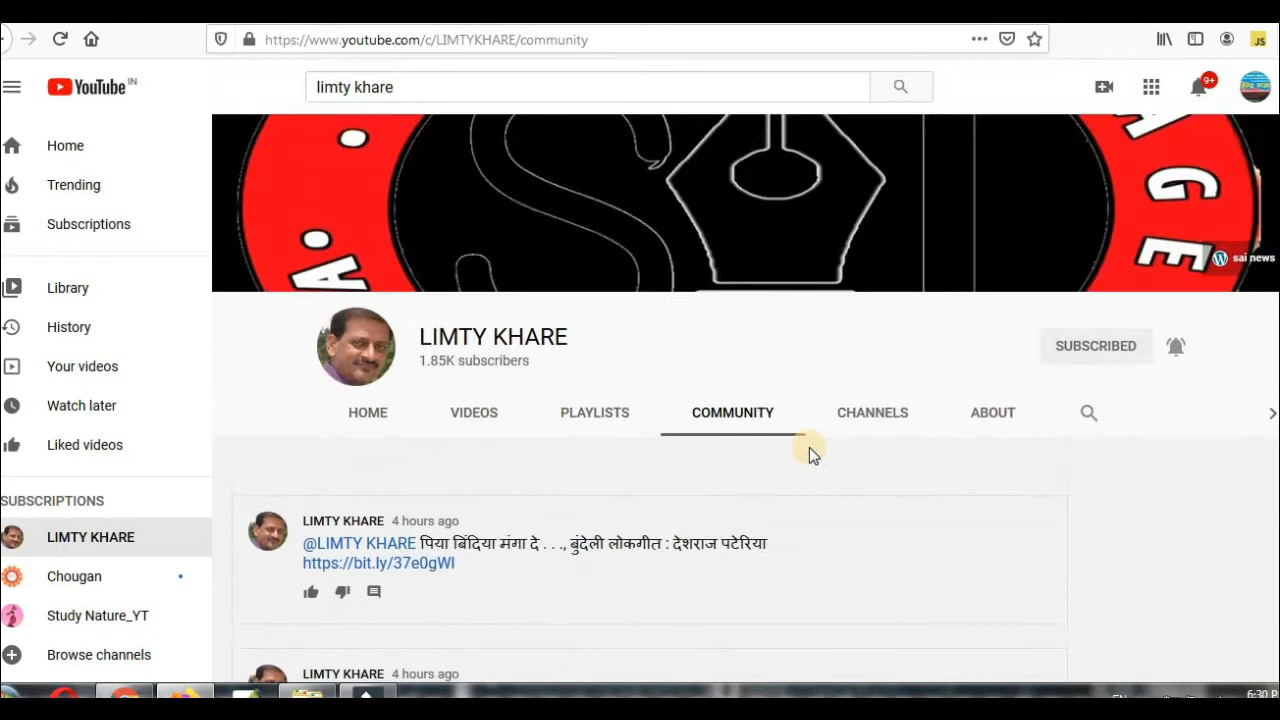 https://www.youtube.com/c/LIMTYKHARE/community
JS
YouTube IN
limty khare
9+
Home
Trending
Subscriptions
A
AGE
sai news
Library
History
Your videos
Watch later
Liked videos
LIMTY KHARE
1.85K subscribers
SUBSCRIBED
HOME VIDEOS PLAYLISTS COMMUNITY CHANNELS ABOUT
SUBSCRIPTIONS
LIMTY KHARE
Chougan
Study Nature_YT
Browse channels
LIMTY KHARE 4 hours ago
@LIMTY KHARE पिया बिंदिया मंगा दे . . ., बुंदेली लोकगीत : देशराज पटेरिया
https://bit.ly/37e0gWl
LIMTY KHARE 4 hours ago
EN
6:30 P